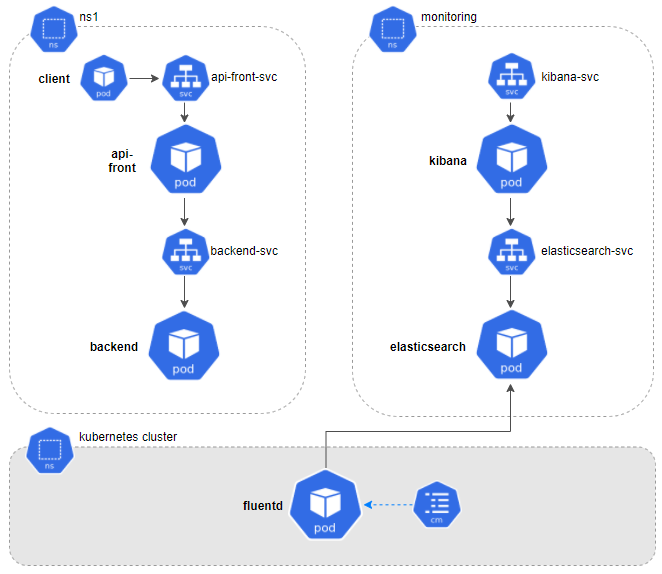 ns1
ns
client
pod
svc
api-front-svc
api-
front
pod
svc
backend-svc
backend
pod
monitoring
ns
svc
kibana-svc
kibana
pod
svc
elasticsearch-svc
elasticsearch
pod
kubernetes cluster
ns
fluentd
pod
cm